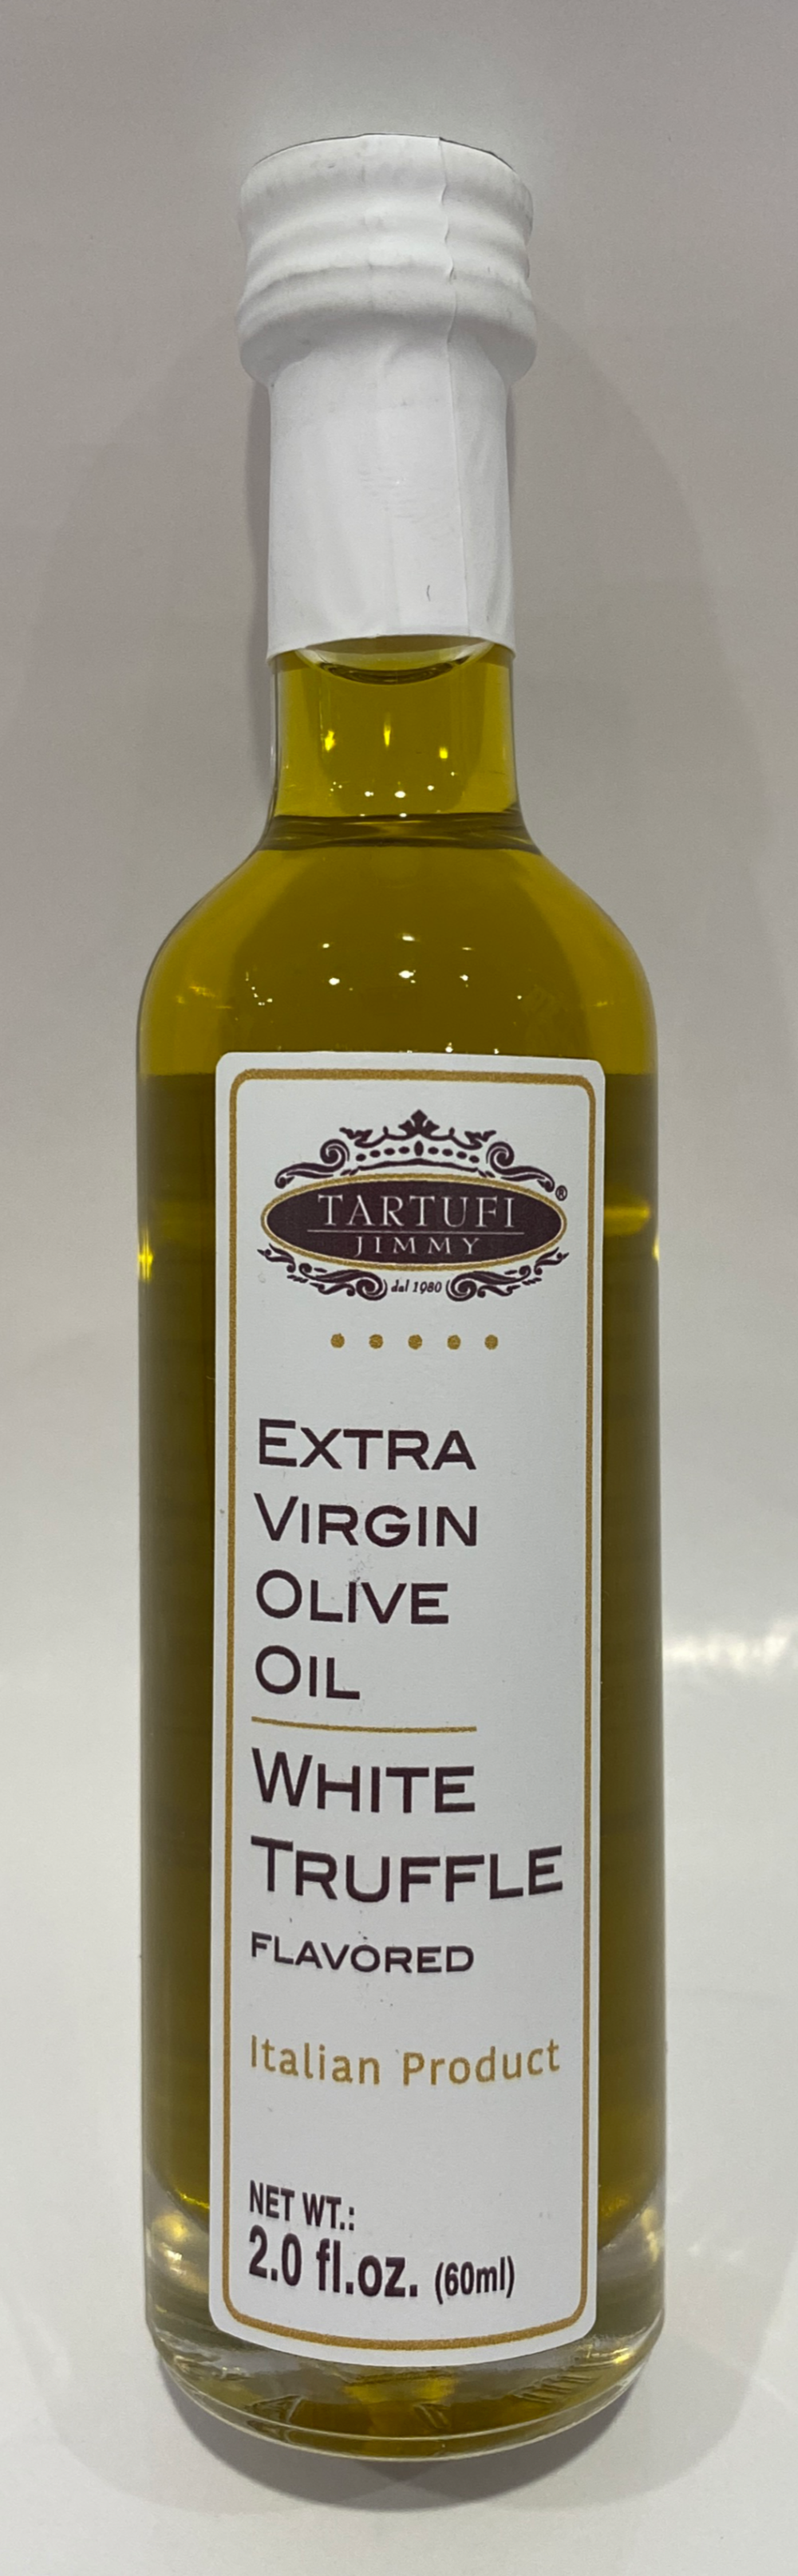 TARTUFI
JIMMY
®
dal 1980
EXTRA
VIRGIN
OLIVE
OIL
WHITE
TRUFFLE
FLAVORED
Italian Product
NET WT.:
2.0 fl.oz. (60ml)